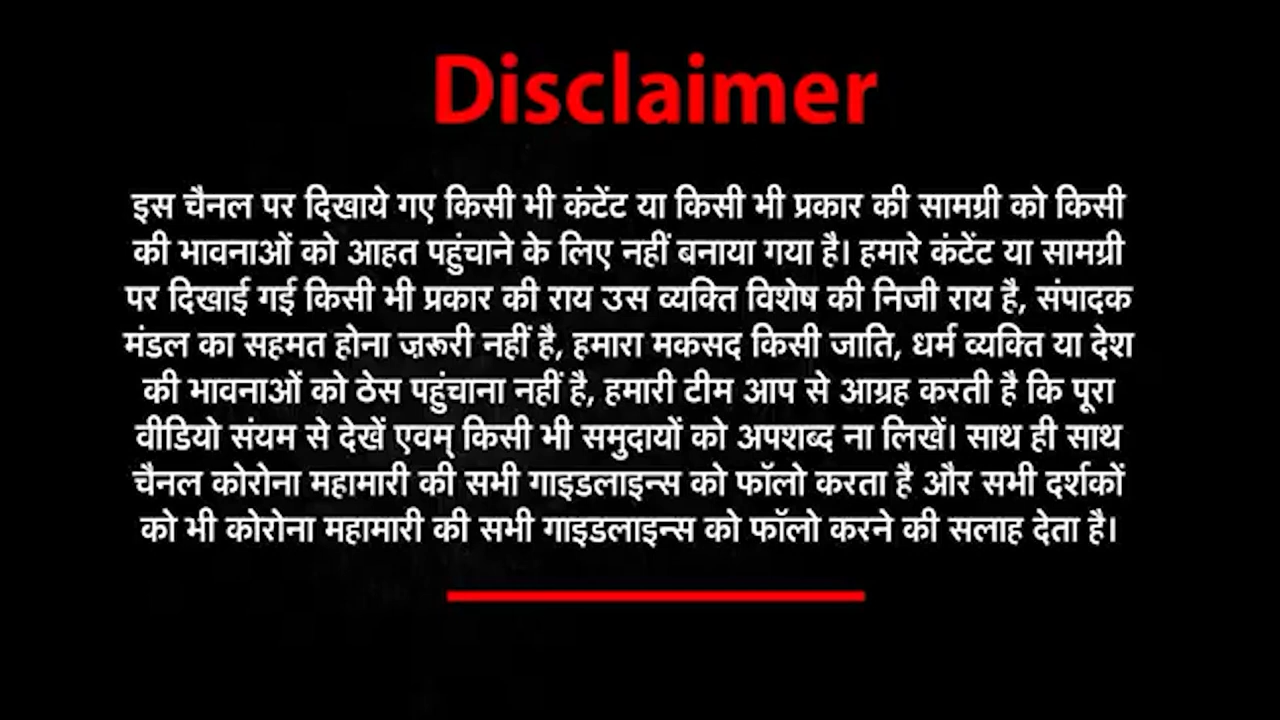 Disclaimer
इस चैनल पर दिखाये गए किसी भी कंटेंट या किसी भी प्रकार की सामग्री को किसी
की भावनाओं को आहत पहुंचाने के लिए नहीं बनाया गया है। हमारे कंटेंट या सामग्री
पर दिखाई गई किसी भी प्रकार की राय उस व्यक्ति विशेष की निजी राय है, संपादक
मंडल का सहमत होना ज़रूरी नहीं है, हमारा मकसद किसी जाति, धर्म व्यक्ति या देश
की भावनाओं को ठेस पहुंचाना नहीं है, हमारी टीम आप से आग्रह करती है कि पूरा
वीडियो संयम से देखें एवम् किसी भी समुदायों को अपशब्द ना लिखें। साथ ही साथ
चैनल कोरोना महामारी की सभी गाइडलाइन्स को फॉलो करता है और सभी दर्शकों
को भी कोरोना महामारी की सभी गाइडलाइन्स को फॉलो करने की सलाह देता है।